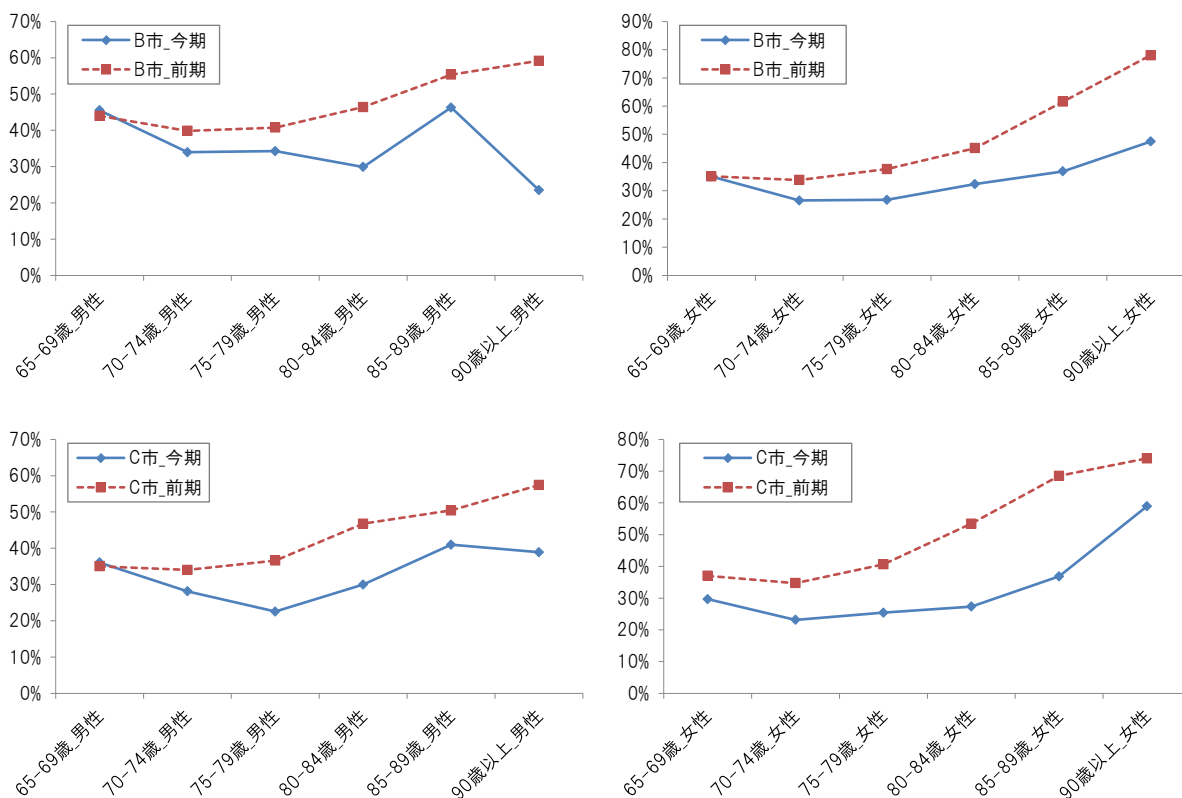 70%
60%
50%
40%
30%
20%
10%
0%
B市_今期
B市_前期
65-69歳_男性
70-74歳_男性
75-79歳_男性
80-84歳_男性
85-89歳_男性
90歳以上_男性
90%
80%
70%
60%
50%
40%
30%
20%
10%
0%
B市_今期
B市_前期
65-69歳_女性
70-74歳_女性
75-79歳_女性
80-84歳_女性
85-89歳_女性
90歳以上_女性
70%
60%
50%
40%
30%
20%
10%
0%
C市_今期
C市_前期
65-69歳_男性
70-74歳_男性
75-79歳_男性
80-84歳_男性
85-89歳_男性
90歳以上_男性
80%
70%
60%
50%
40%
30%
20%
10%
0%
C市_今期
C市_前期
65-69歳_女性
70-74歳_女性
75-79歳_女性
80-84歳_女性
85-89歳_女性
90歳以上_女性